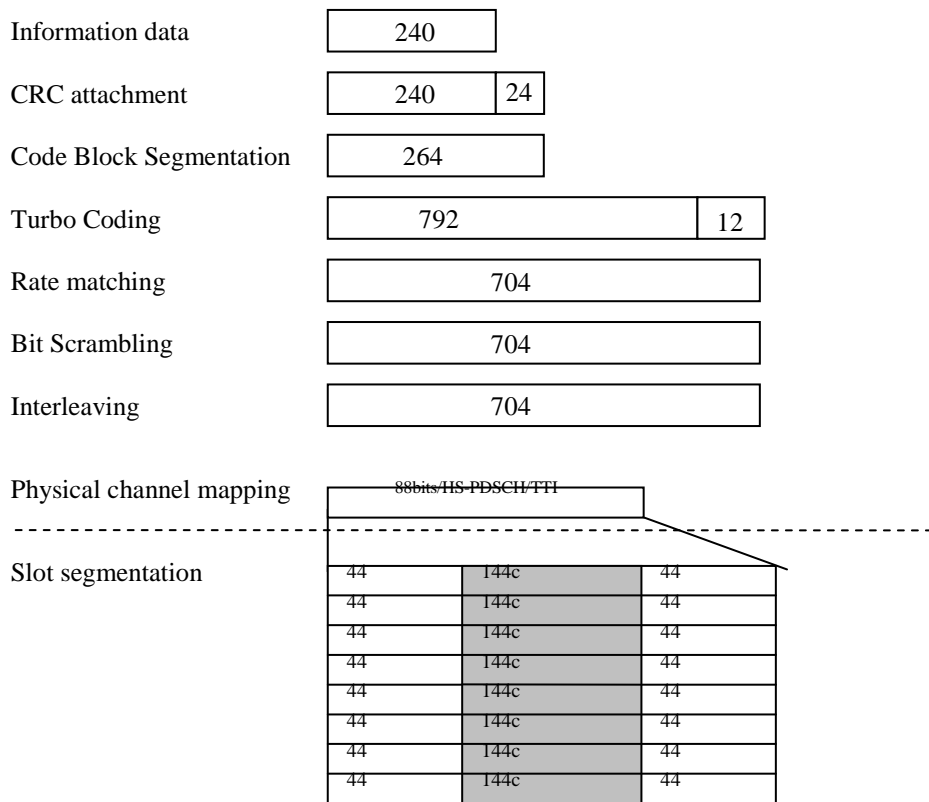 Information data 240
CRC attachment 240 24
Code Block Segmentation 264
Turbo Coding 792 12
Rate matching 704
Bit Scrambling 704
Interleaving 704
Physical channel mapping 88bits/HS-PDSCH/TTI
Slot segmentation 44 144c 44
44 144c 44
44 144c 44
44 144c 44
44 144c 44
44 144c 44
44 144c 44
44 144c 44